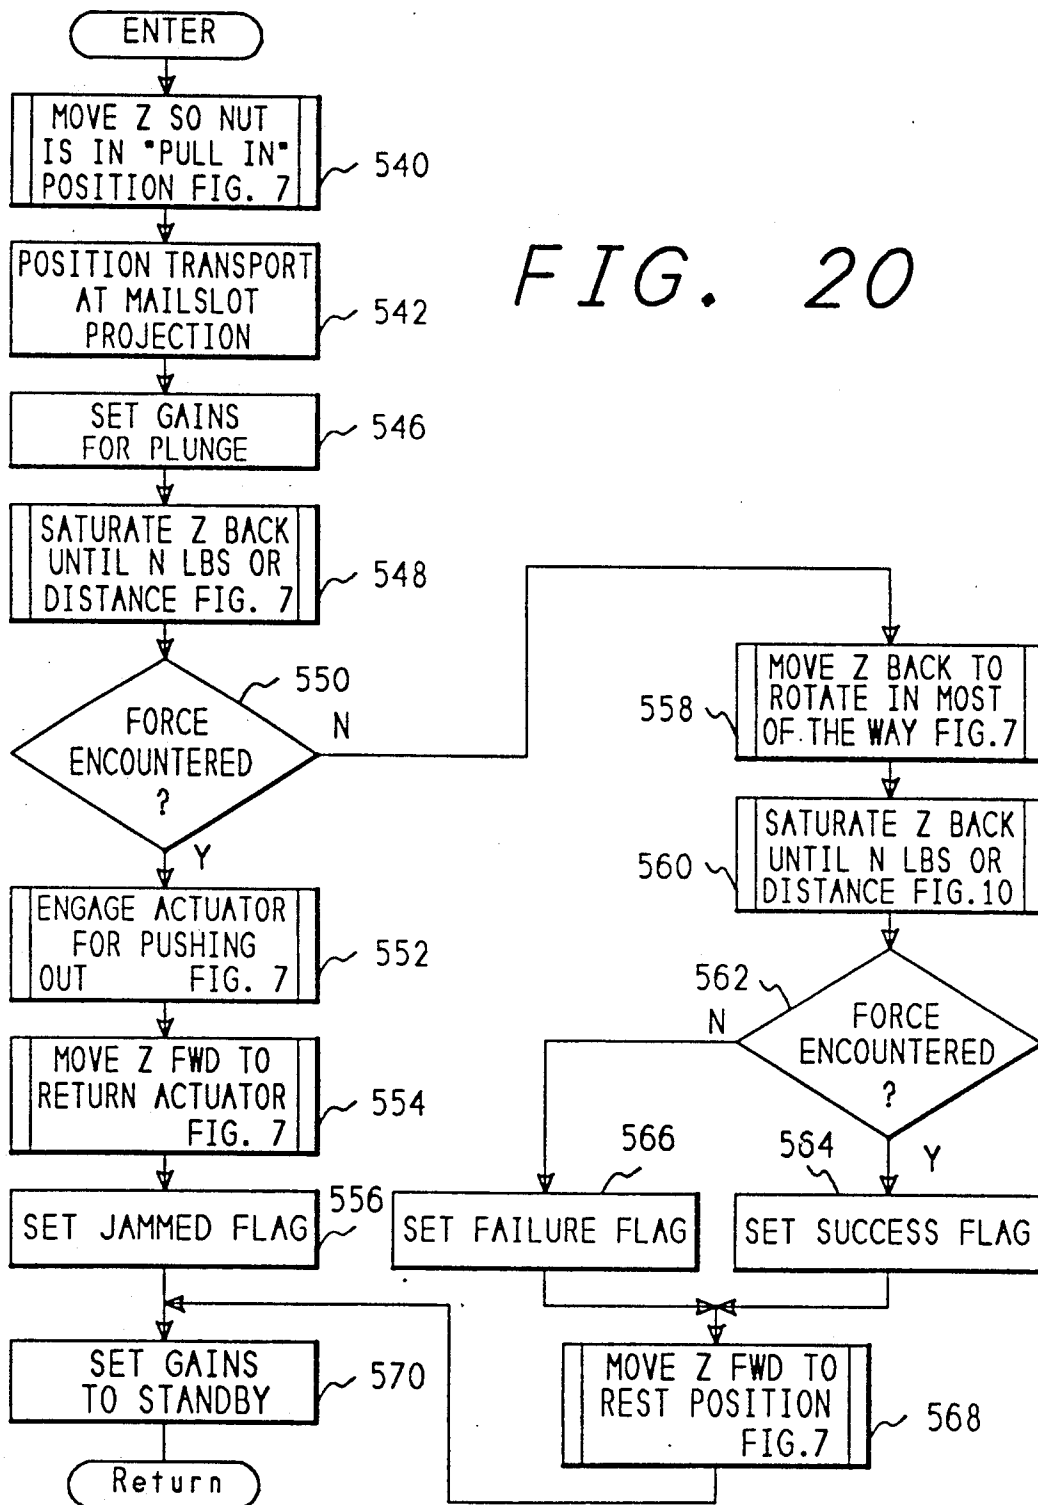 ENTER
MOVE Z SO NUT
IS IN "PULL IN"
POSITION FIG. 7
540
POSITION TRANSPORT
AT MAILSLOT
PROJECTION
542
FIG. 20
SET GAINS
FOR PLUNGE
546
SATURATE Z BACK
UNTIL N LBS OR
DISTANCE FIG. 7
548
550
FORCE
ENCOUNTERED
?
N
Y
ENGAGE ACTUATOR
FOR PUSHING
OUT FIG. 7
552
MOVE Z FWD TO
RETURN ACTUATOR
FIG. 7
554
SET JAMMED FLAG
556
MOVE Z BACK TO
ROTATE IN MOST
OF THE WAY FIG.7
558
SATURATE Z BACK
UNTIL N LBS OR
DISTANCE FIG.10
560
562
FORCE
ENCOUNTERED
?
N
Y
566
SET FAILURE FLAG
564
SET SUCCESS FLAG
MOVE Z FWD TO
REST POSITION
FIG.7
568
SET GAINS
TO STANDBY
570
Return